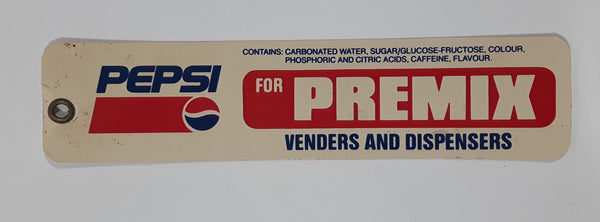 PEPSI
CONTAINS: CARBONATED WATER, SUGAR/GLUCOSE-FRUCTOSE, COLOUR,
PHOSPHORIC AND CITRIC ACIDS, CAFFEINE, FLAVOUR.
FOR PREMIX
VENDERS AND DISPENSERS